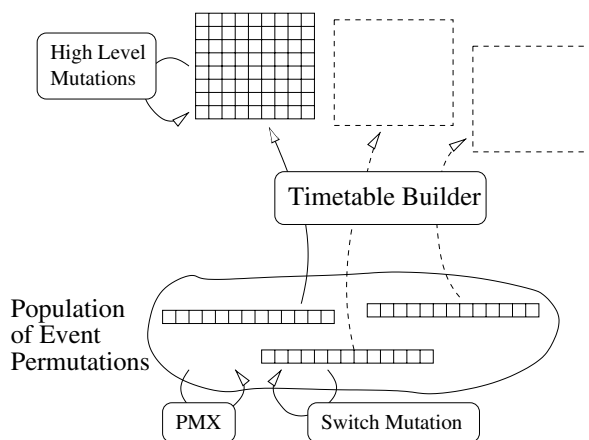 High Level
Mutations
Timetable Builder
Population
of Event
Permutations
PMX
Switch Mutation